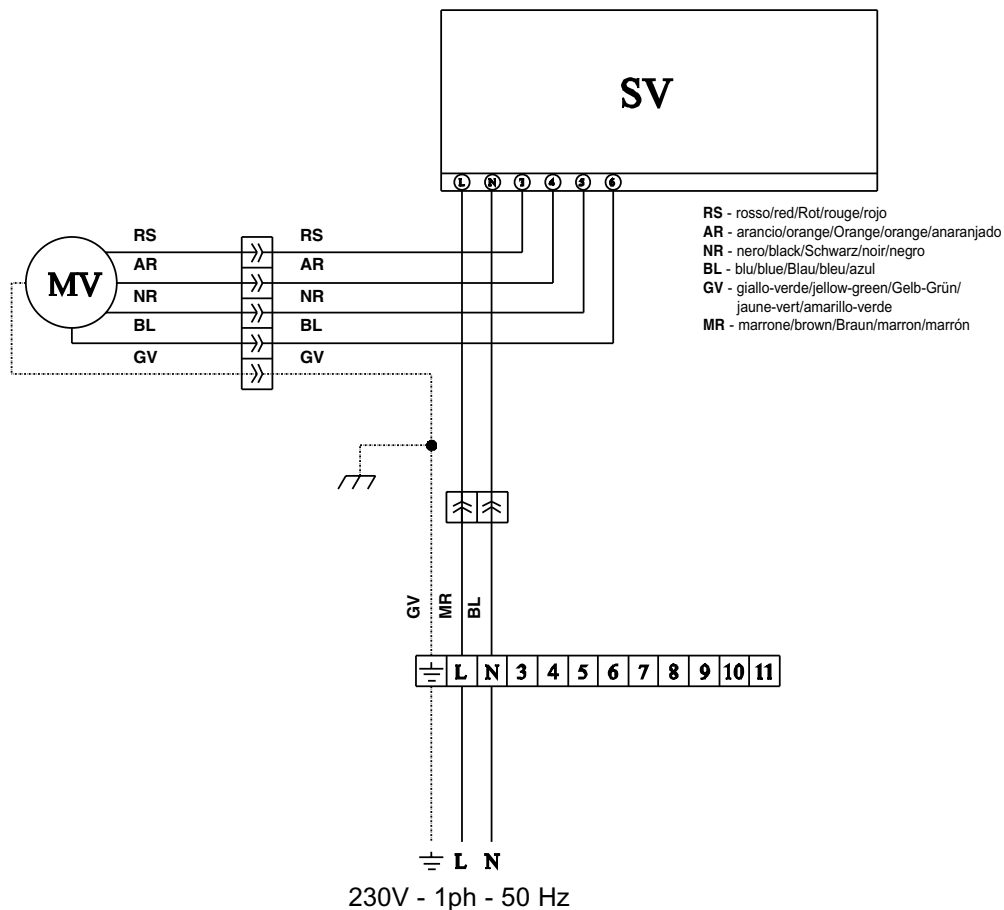 SV
L N 3 4 5 6
RS - rosso/red/Rot/rouge/rojo
AR - arancio/orange/Orange/orange/anaranjado
NR - nero/black/Schwarz/noir/negro
BL - blu/blue/Blau/bleu/azul
GV - giallo-verde/jellow-green/Gelb-Grün/
jaune-vert/amarillo-verde
MR - marrone/brown/Braun/marron/marrón
MV
RS RS
AR AR
NR NR
BL BL
GV GV
GV MR BL
L N 3 4 5 6 7 8 9 10 11
L N
230V - 1ph - 50 Hz